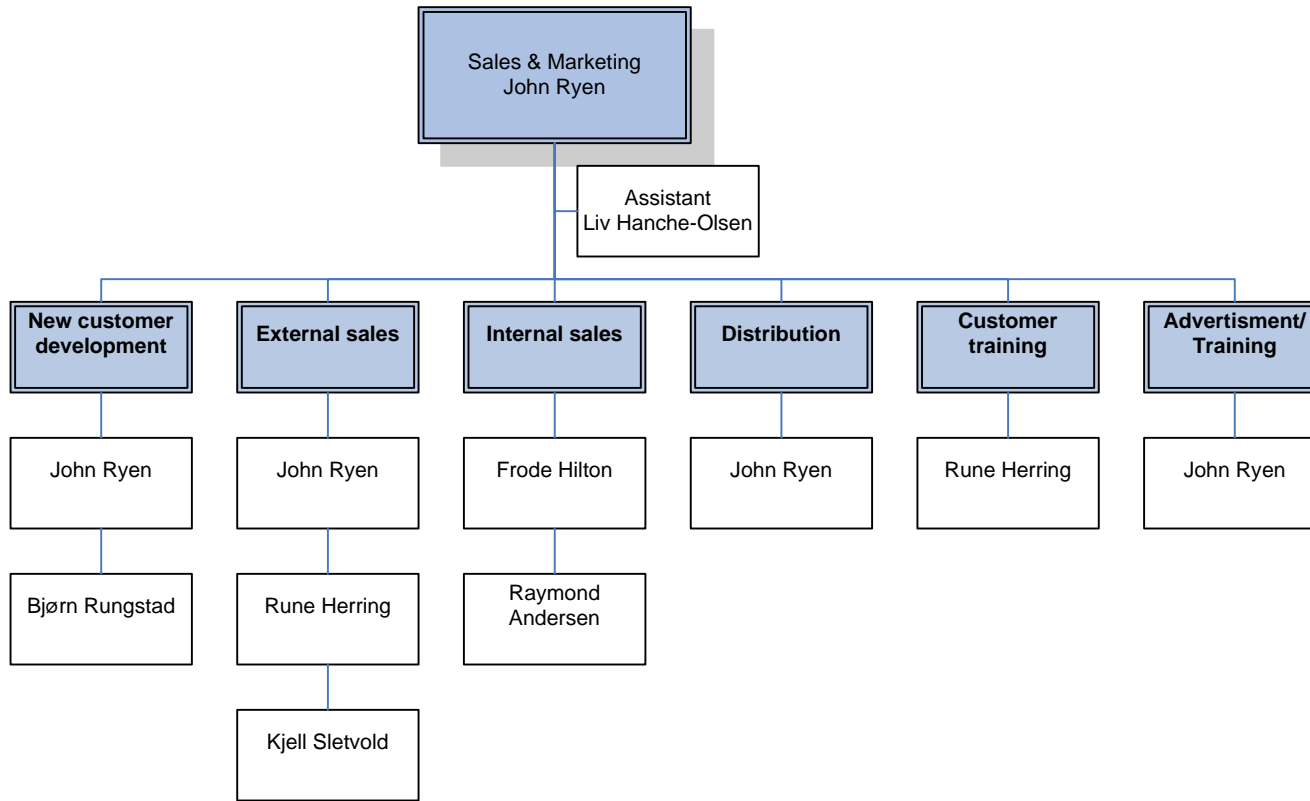 Sales & Marketing
John Ryen
Assistant
Liv Hanche-Olsen
New customer
development
External sales
Internal sales
Distribution
Customer
training
Advertisment/
Training
John Ryen
John Ryen
Frode Hilton
John Ryen
Rune Herring
John Ryen
Bjørn Rungstad
Rune Herring
Raymond
Andersen
Kjell Sletvold